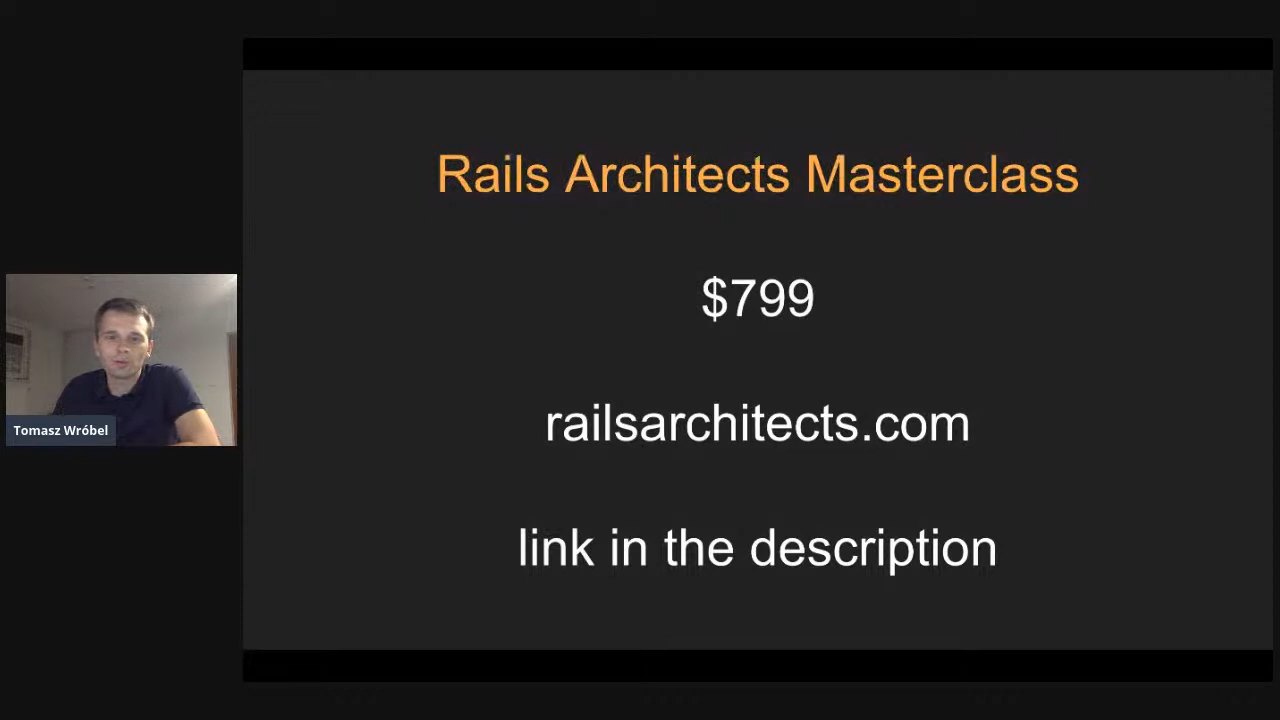 Rails Architects Masterclass
$799
railsarchitects.com
link in the description
Tomasz Wróbel